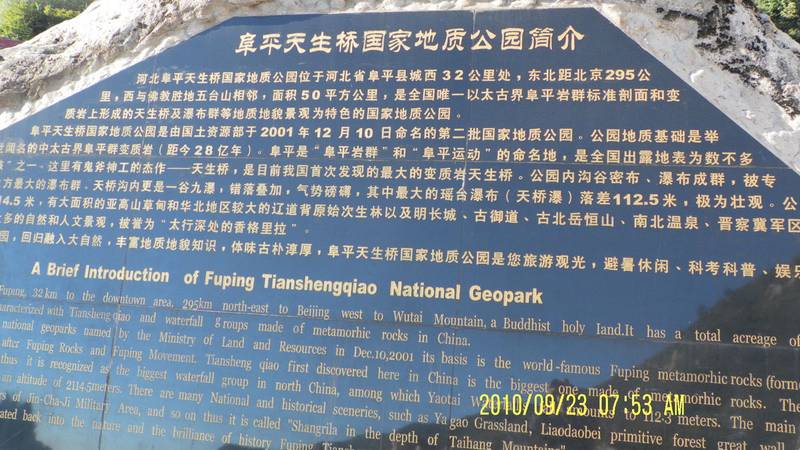 阜平天生桥国家地质公园简介
河北阜平天生桥国家地质公园位于河北省阜平县城西32公里处，东北距北京295公
里，西与佛教胜地五台山相邻，面积50平方公里，是全国唯一以太古界阜平岩群标准剖面和变
质岩上形成的天生桥及瀑布群等地质地貌景观为特色的国家地质公园。
阜平天生桥国家地质公园是由国土资源部于2001年12月10日命名的第二批国家地质公园。公园地质基础是举
世闻名的中太古界阜平群变质岩（距今28亿年）。阜平是“阜平岩群”和“阜平运动”的命名地，是全国出露地表为数不多
之一。这里有鬼斧神工的杰作——天生桥，是目前我国首次发现的最大的变质岩天生桥。公园内沟谷密布、瀑布成群，被专
方最大的瀑布群。天桥沟内更是一谷九瀑，错落叠加，气势磅礴，其中最大的瑶台瀑布（天桥瀑）落差112.5米，极为壮观。公
4.5米，有大面积的亚高山草甸和华北地区较大的辽道背原始次生林以及明长城、古御道、古北岳恒山、南北温泉、晋察冀军区
多的自然和人文景观，被誉为“太行深处的香格里拉”。
园，回归融入大自然，丰富地质地貌知识，体味古朴淳厚，阜平天生桥国家地质公园是您旅游观光，避暑休闲、科考科普、娱乐
A Brief Introduction of Fuping Tianshengqiao National Geopark
Fuping, 32 km to the downtown area, 295km north-east to Beijing west to Wutai Mountain, a Buddhist holy Iand.It has a total acreage of
characterized with Tiansheng qiao and waterfall groups made of metamorphic rocks in China.
national geoparks named by the Ministry of Land and Resources in Dec.10,2001 its basis is the world-famous Fuping metamorphic rocks (forme
after Fuping Rocks and Fuping Movement. Tiansheng qiao first discovered here in China is the biggest one made of metamorphic rocks. The
thus it is recognized as the biggest waterfall group in north China, among which Yaotai W to 112.3 meters. The main
an altitude of 2114.5meters. There are many National and historical sceneries, such as Yagao Grassland, Liaodaobei primitive forest great wall
rs of Jin-Cha-Ji Military Area, and so on thus it is called "Shangrila in the depth of Taihang Mountains"
ated back into the nature and the brilliance of history Fuping
2010/09/23 07:53 AM